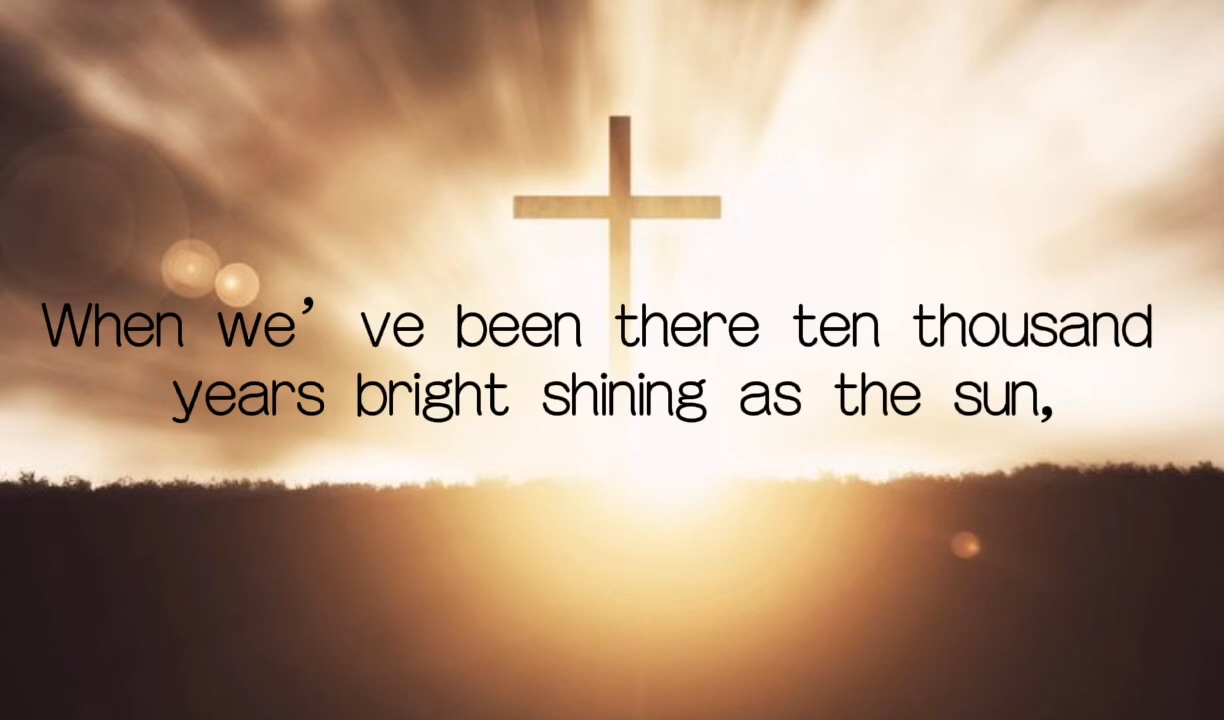 When we’ve been there ten thousand
years bright shining as the sun,